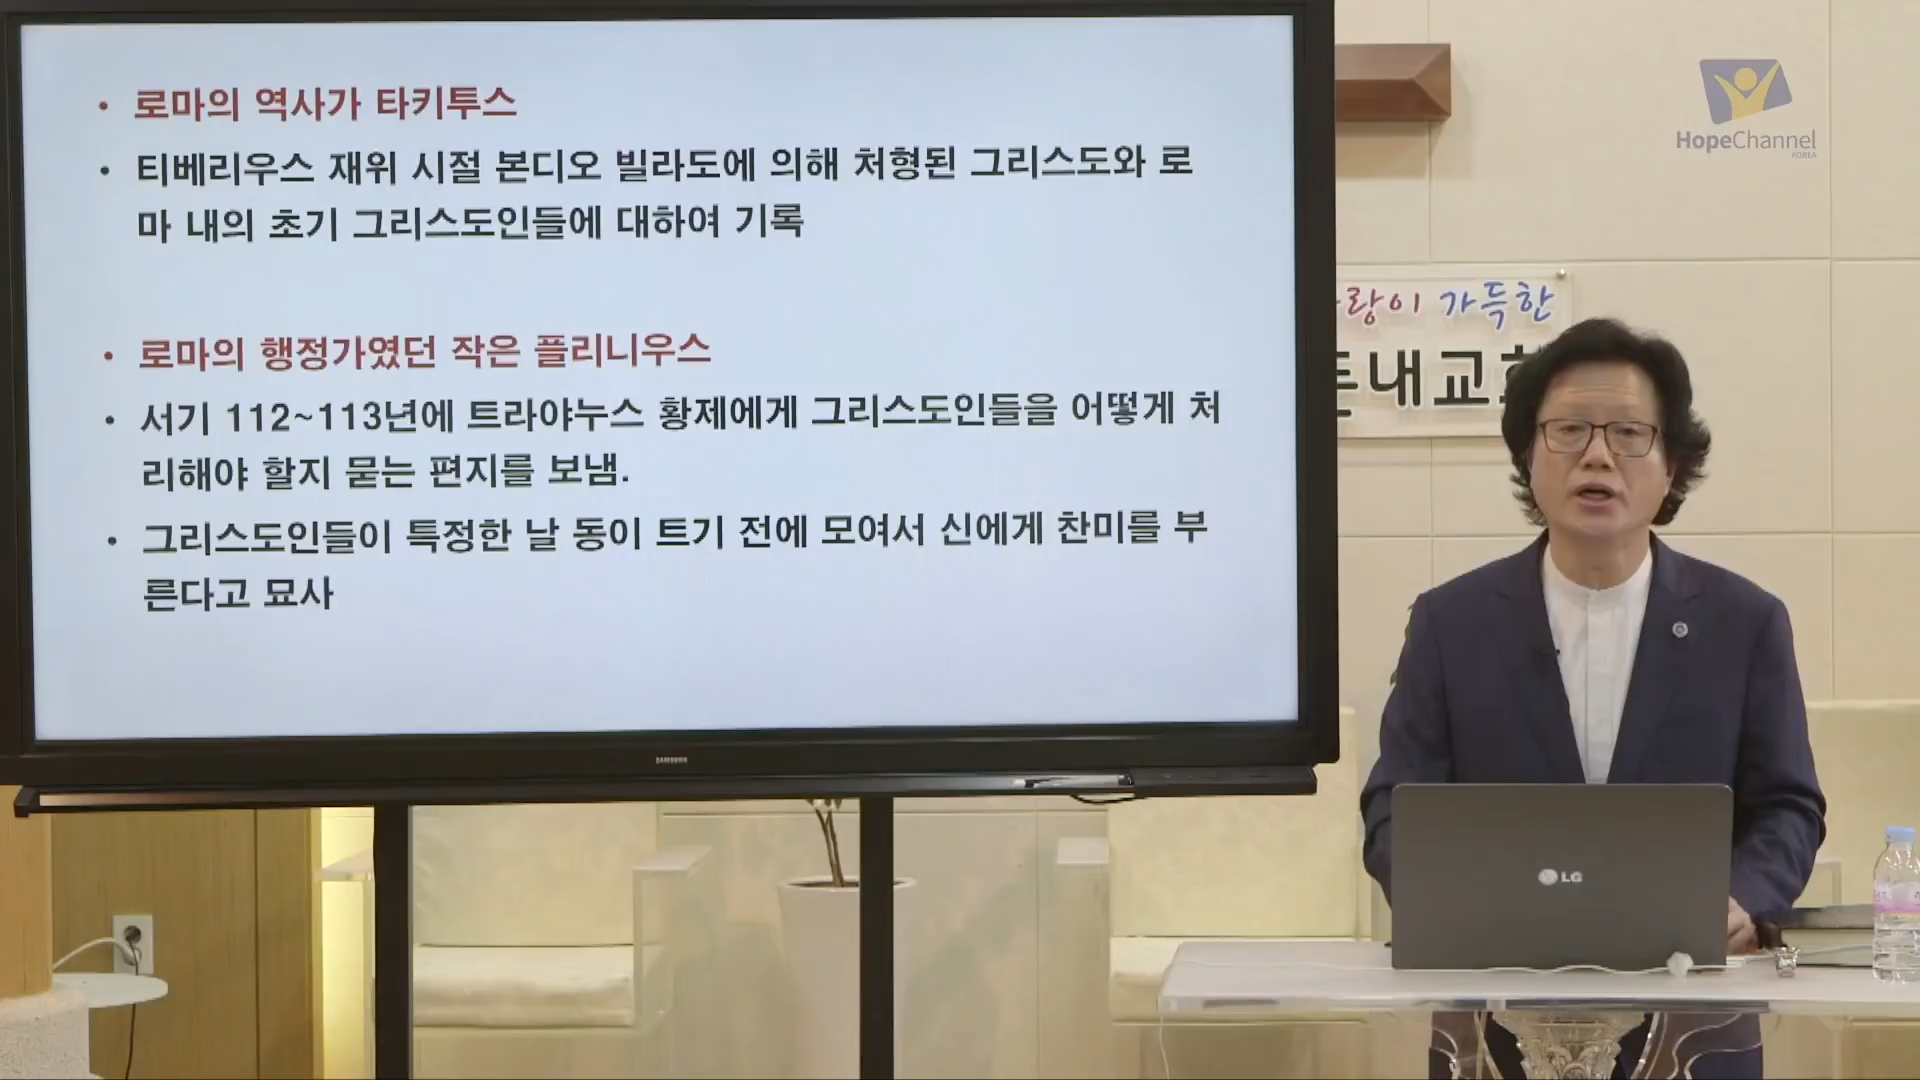 • 로마의 역사가 타키투스
• 티베리우스 재위 시절 본디오 빌라도에 의해 처형된 그리스도와 로
마 내의 초기 그리스도인들에 대하여 기록
• 로마의 행정가였던 작은 플리니우스
• 서기 112~113년에 트라야누스 황제에게 그리스도인들을 어떻게 처
리해야 할지 묻는 편지를 보냄.
• 그리스도인들이 특정한 날 동이 트기 전에 모여서 신에게 찬미를 부
른다고 묘사
SAMSUNG
HopeChannel
KOREA
가득한
LG